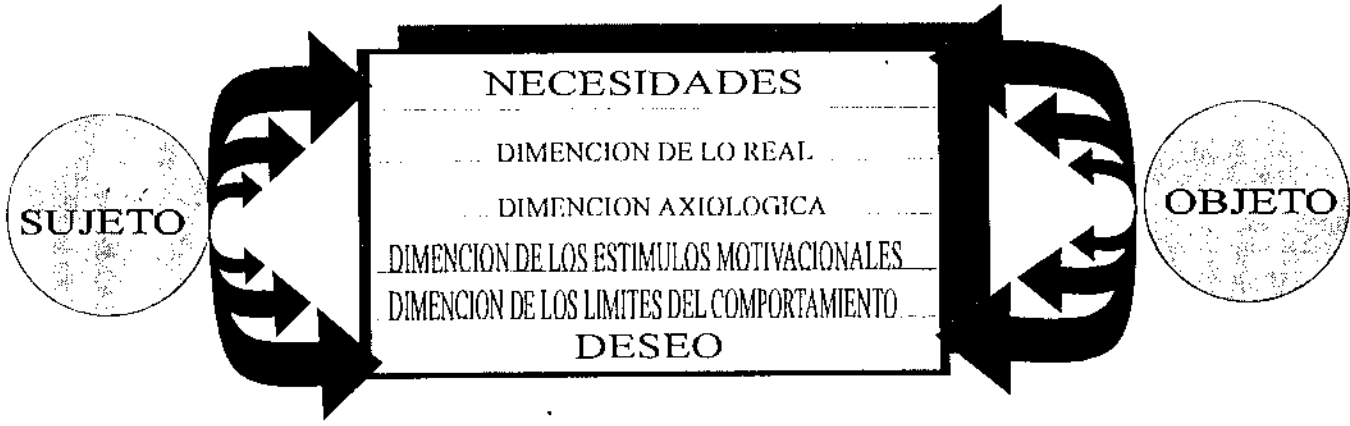 NECESIDADES
DIMENCION DE LO REAL
DIMENCION AXIOLOGICA
SUJETO
OBJETO
DIMENCION DE LOS ESTIMULOS MOTIVACIONALES
DIMENCION DE LOS LIMITES DEL COMPORTAMIENTO
DESEO